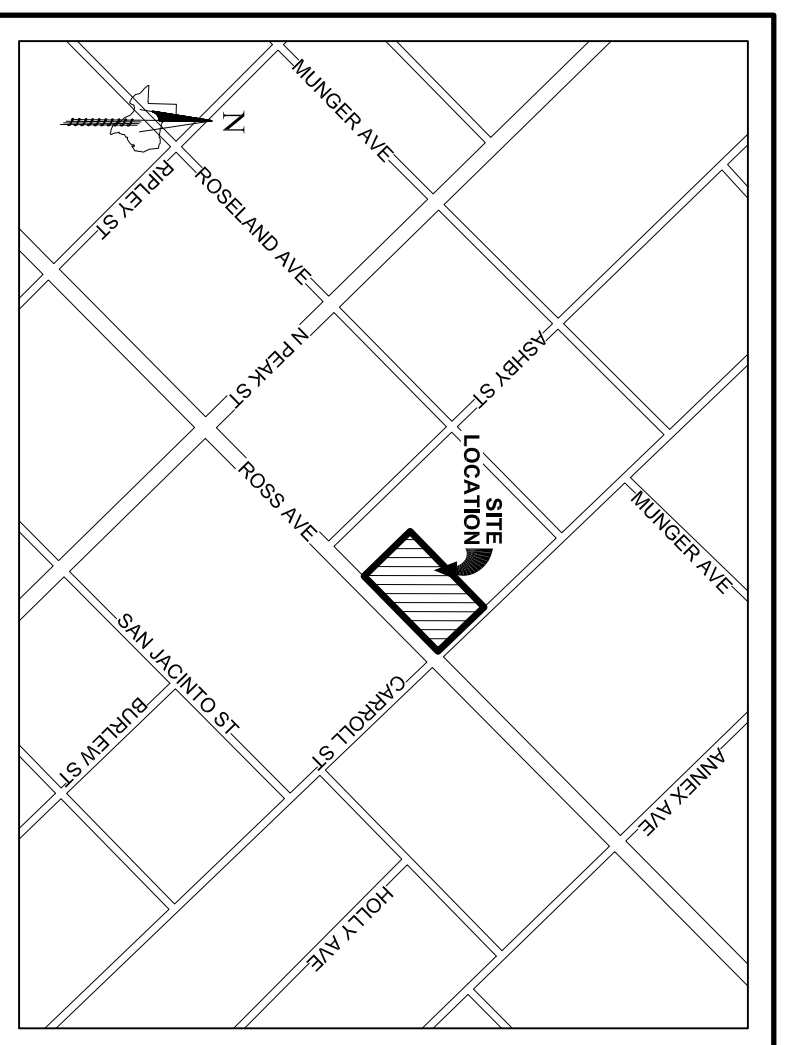 MUNGER AVE
N
ROSELAND AVE
RIPLEY ST
N PEAK ST
ASHBY ST
SITE
LOCATION
ROSS AVE
MUNGER AVE
SAN JACINTO ST
CARROLL ST
BURLEW ST
ANNEX AVE
HOLLY AVE